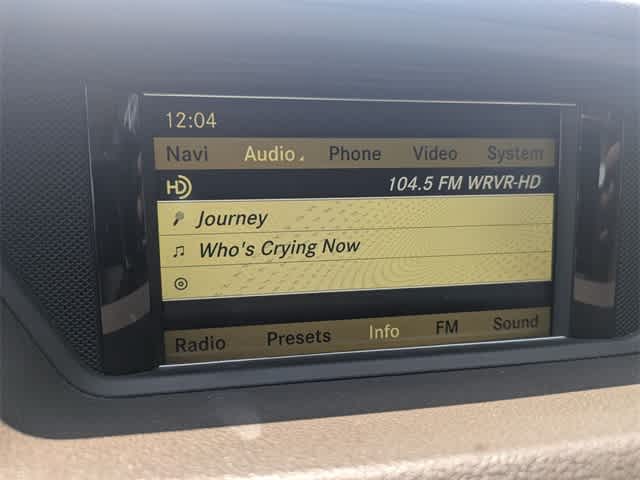 12:04
Navi Audio Phone Video System
HD 104.5 FM WRVR-HD
Journey
Who's Crying Now
Radio Presets Info FM Sound